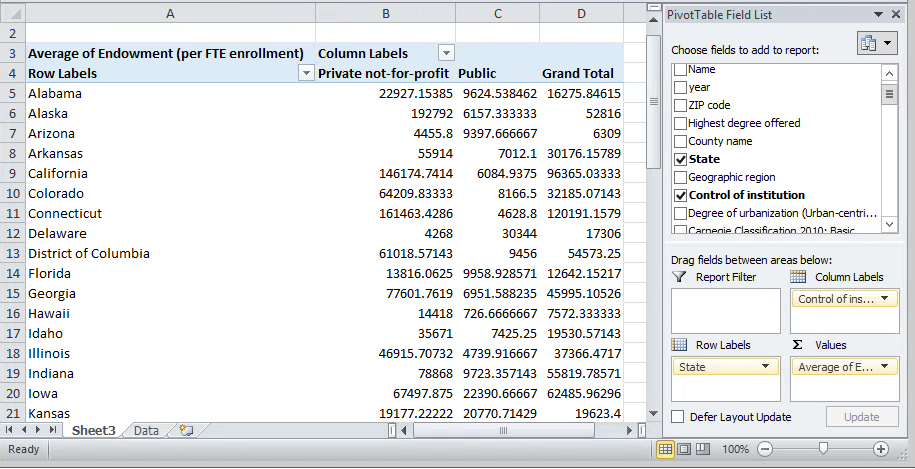 A B C D
2
3 Average of Endowment (per FTE enrollment) Column Labels
4 Row Labels Private not-for-profit Public Grand Total
5 Alabama 22927.15385 9624.538462 16275.84615
6 Alaska 192792 6157.333333 52816
7 Arizona 4455.8 9397.666667 6309
8 Arkansas 55914 7012.1 30176.15789
9 California 146174.7414 6084.9375 96365.03333
10 Colorado 64209.83333 8166.5 32185.07143
11 Connecticut 161463.4286 4628.8 120191.1579
12 Delaware 4268 30344 17306
13 District of Columbia 61018.57143 9456 54573.25
14 Florida 13816.0625 9958.928571 12642.15217
15 Georgia 77601.7619 6951.588235 45995.10526
16 Hawaii 14418 726.6666667 7572.333333
17 Idaho 35671 7425.25 19530.57143
18 Illinois 46915.70732 4739.916667 37366.4717
19 Indiana 78868 9723.357143 55819.78571
20 Iowa 67497.875 22390.66667 62485.96296
21 Kansas 19177.22222 20770.71429 19623.4
Sheet3 Data
Ready 100%
PivotTable Field List
Choose fields to add to report:
Name
year
ZIP code
Highest degree offered
County name
State
Geographic region
Control of institution
Degree of urbanization (Urban-centri...
Carnegie Classification 2010: Basic
Drag fields between areas below:
Report Filter Column Labels
Control of ins...
Row Labels Σ Values
State Average of E...
Defer Layout Update Update